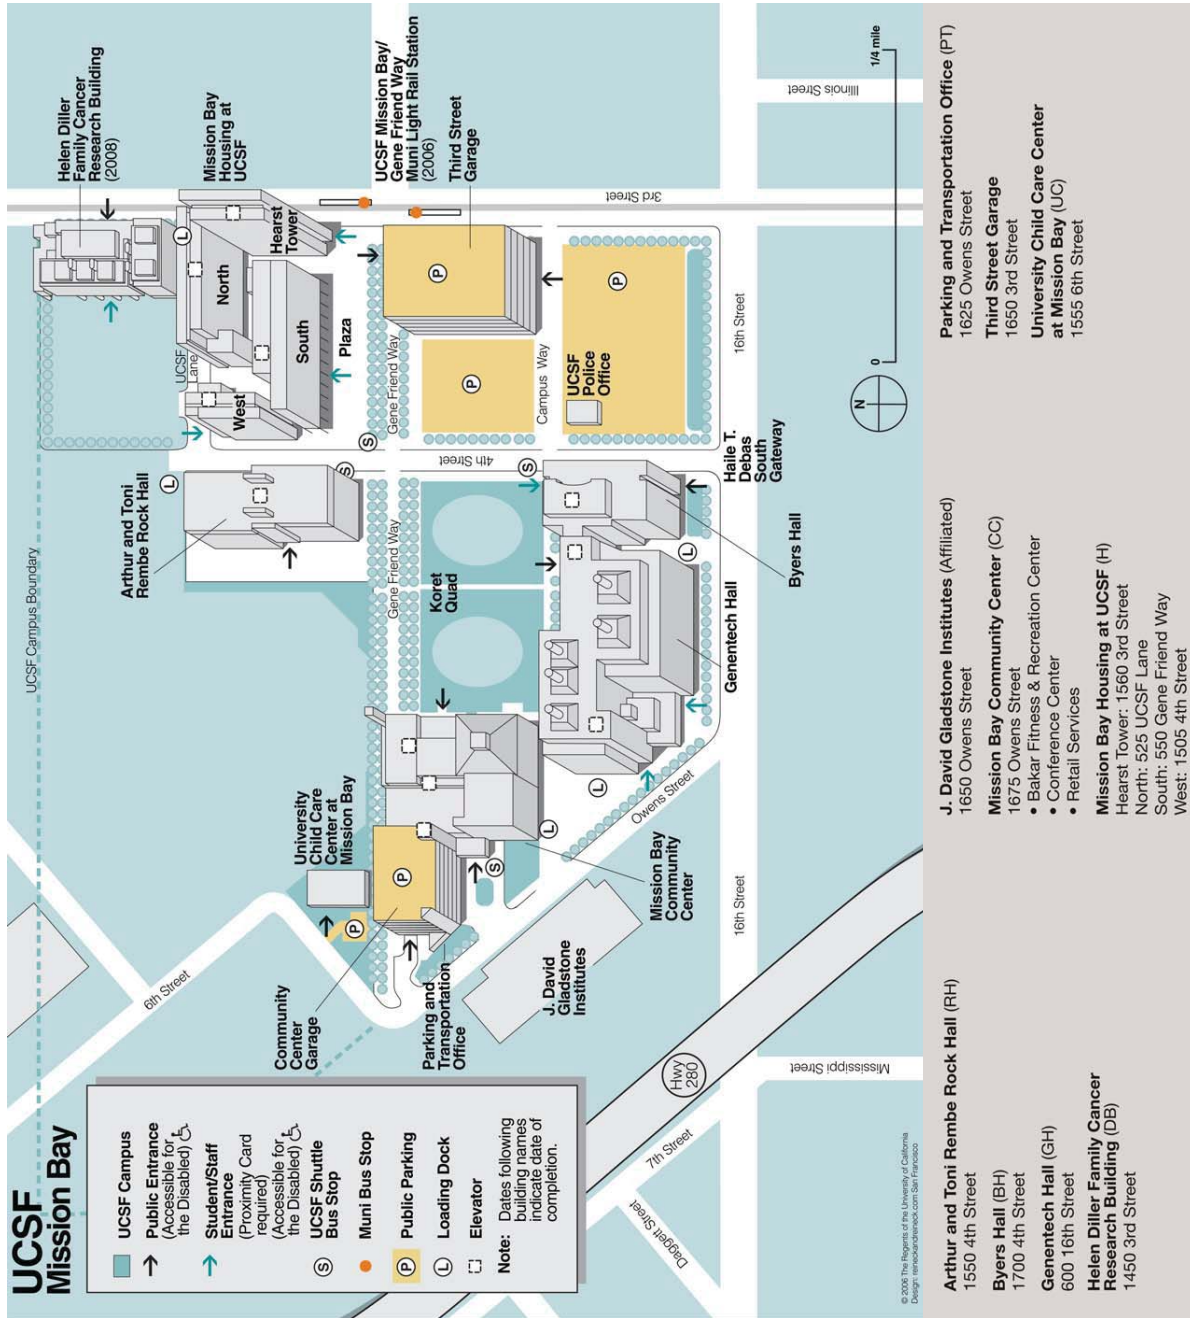 UCSF
Mission Bay
UCSF Campus
Public Entrance
(Accessible for
the Disabled)
Student/Staff
Entrance
(Proximity Card
required)
(Accessible for
the Disabled)
S
UCSF Shuttle
Bus Stop
Muni Bus Stop
P
Public Parking
L
Loading Dock
Elevator
Note: Dates following
building names
indicate date of
completion.
UCSF Campus Boundary
Helen Diller
Family Cancer
Research Building
(2008)
Mission Bay
Housing at
UCSF
Arthur and Toni
Rembe Rock Hall
L
L
UCSF
Lane
North
Hearst
Tower
West
South
Plaza
S
S
UCSF Mission Bay/
Gene Friend Way
Muni Light Rail Station
(2006)
Third Street
Garage
6th Street
University
Child Care
Center at
Mission Bay
P
P
Community
Center
Garage
Gene Friend Way
Gene Friend Way
Koret
Quad
4th Street
3rd Street
P
P
Campus Way
P
UCSF
Police
Office
Illinois Street
Parking and
Transportation
Office
S
L
L
S
L
J. David
Gladstone
Institutes
Mission Bay
Community
Center
Owens Street
Genentech Hall
Byers Hall
Haile T.
Debas
South
Gateway
16th Street
16th Street
Hwy
280
7th Street
Daggett Street
Mississippi Street
N
0
1/4 mile
© 2006 The Regents of the University of California
Design: reineckandreineck.com San Francisco
Arthur and Toni Rembe Rock Hall (RH)
1550 4th Street
Byers Hall (BH)
1700 4th Street
Genentech Hall (GH)
600 16th Street
Helen Diller Family Cancer
Research Building (DB)
1450 3rd Street
J. David Gladstone Institutes (Affiliated)
1650 Owens Street
Mission Bay Community Center (CC)
1675 Owens Street
• Bakar Fitness & Recreation Center
• Conference Center
• Retail Services
Mission Bay Housing at UCSF (H)
Hearst Tower: 1560 3rd Street
North: 525 UCSF Lane
South: 550 Gene Friend Way
West: 1505 4th Street
Parking and Transportation Office (PT)
1625 Owens Street
Third Street Garage
1650 3rd Street
University Child Care Center
at Mission Bay (UC)
1555 6th Street